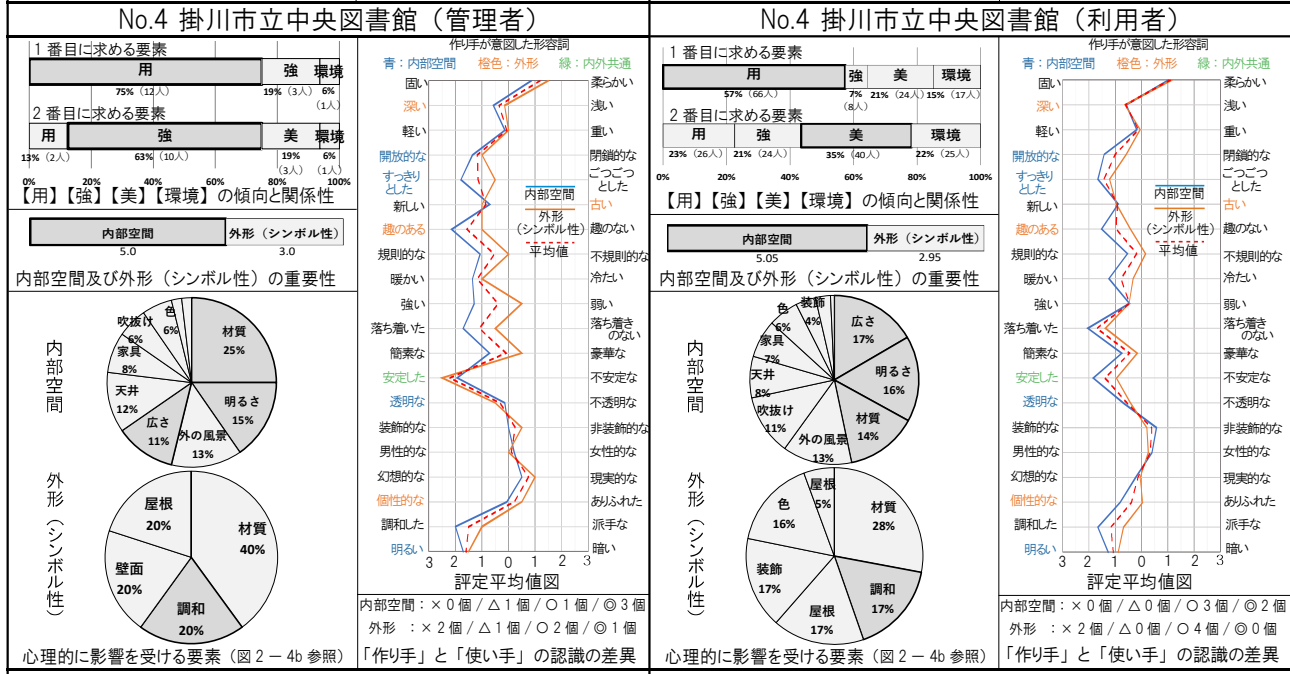 No.4 掛川市立中央図書館（管理者）
1 番目に求める要素
用 強 環境
75%（12人） 19%（3人） 6%（1人）
2 番目に求める要素
用 強 美 環境
13%（2人） 63%（10人） 19%（3人） 6%（1人）
0% 20% 40% 60% 80% 100%
【用】【強】【美】【環境】の傾向と関係性
内部空間 外形（シンボル性）
5.0 3.0
内部空間及び外形（シンボル性）の重要性
内部空間
材質 25%
明るさ 15%
外の風景 13%
広さ 11%
天井 12%
家具 8%
吹抜け 6%
色 6%
外形（シンボル性）
材質 40%
調和 20%
壁面 20%
屋根 20%
心理的に影響を受ける要素（図２－４b 参照）
作り手が意図した形容詞
青：内部空間 橙色：外形 緑：内外共通
固い 柔らかい
深い 浅い
軽い 重い
開放的な 閉鎖的な
すっきりとした ごつごつとした
新しい 古い
趣のある 趣のない
規則的な 不規則的な
暖かい 冷たい
強い 弱い
落ち着いた 落ち着きのない
簡素な 豪華な
安定した 不安定な
透明な 不透明な
装飾的な 非装飾的な
男性的な 女性的な
幻想的な 現実的な
個性的な ありふれた
調和した 派手な
明るい 暗い
内部空間
外形（シンボル性）
平均値
3 2 1 0 1 2 3
評定平均値図
内部空間：×０個 / △１個 / ○１個 / ◎３個
外形 ：×２個 / △１個 / ○２個 / ◎１個
「作り手」と「使い手」の認識の差異
No.4 掛川市立中央図書館（利用者）
1 番目に求める要素
用 強 美 環境
57%（66人） 7%（8人） 21%（24人） 15%（17人）
2 番目に求める要素
用 強 美 環境
23%（26人） 21%（24人） 35%（40人） 22%（25人）
0% 20% 40% 60% 80% 100%
【用】【強】【美】【環境】の傾向と関係性
内部空間 外形（シンボル性）
5.05 2.95
内部空間及び外形（シンボル性）の重要性
内部空間
広さ 17%
明るさ 16%
材質 14%
外の風景 13%
吹抜け 11%
天井 8%
家具 7%
色 6%
装飾 4%
外形（シンボル性）
材質 28%
調和 17%
屋根 17%
装飾 17%
色 16%
屋根 5%
心理的に影響を受ける要素（図２－４b 参照）
作り手が意図した形容詞
青：内部空間 橙色：外形 緑：内外共通
固い 柔らかい
深い 浅い
軽い 重い
開放的な 閉鎖的な
すっきりとした ごつごつとした
新しい 古い
趣のある 趣のない
規則的な 不規則的な
暖かい 冷たい
強い 弱い
落ち着いた 落ち着きのない
簡素な 豪華な
安定した 不安定な
透明な 不透明な
装飾的な 非装飾的な
男性的な 女性的な
幻想的な 現実的な
個性的な ありふれた
調和した 派手な
明るい 暗い
内部空間
外形（シンボル性）
平均値
3 2 1 0 1 2 3
評定平均値図
内部空間：×０個 / △０個 / ○３個 / ◎２個
外形 ：×２個 / △０個 / ○４個 / ◎０個
「作り手」と「使い手」の認識の差異